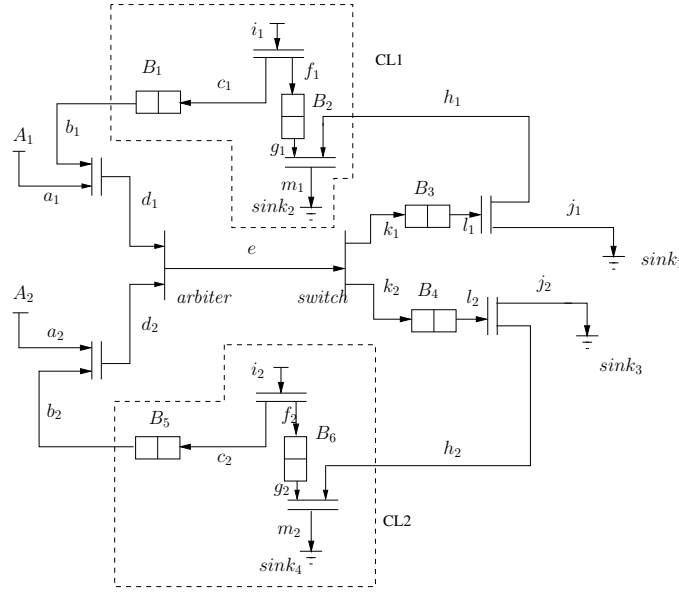 i₁
CL1
B₁
c₁
f₁
B₂
h₁
b₁
A₁
g₁
a₁
m₁
B₃
d₁
sink₂
k₁
l₁
j₁
e
sink
A₂
arbiter
switch
k₂
B₄
l₂
j₂
a₂
d₂
sink₃
i₂
b₂
B₅
f₂
B₆
c₂
h₂
g₂
CL2
m₂
sink₄